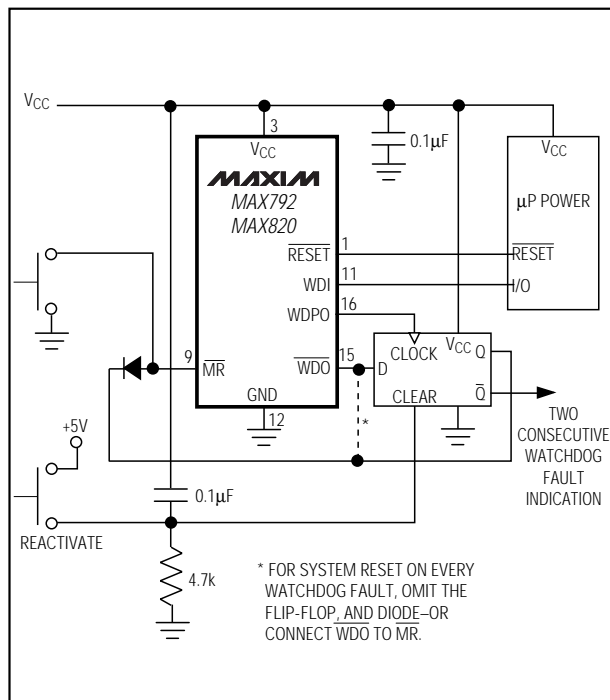 VCC
3
0.1µF
VCC
VCC
MAXIM
MAX792
MAX820
µP POWER
RESET
1
RESET
WDI
11
I/O
WDPO
16
9
MR
WDO
15
D
CLOCK
VCC
Q
CLEAR
Q
GND
12
*
+5V
TWO
CONSECUTIVE
WATCHDOG
FAULT
INDICATION
0.1µF
REACTIVATE
4.7k
* FOR SYSTEM RESET ON EVERY
WATCHDOG FAULT, OMIT THE
FLIP-FLOP, AND DIODE–OR
CONNECT WDO TO MR.